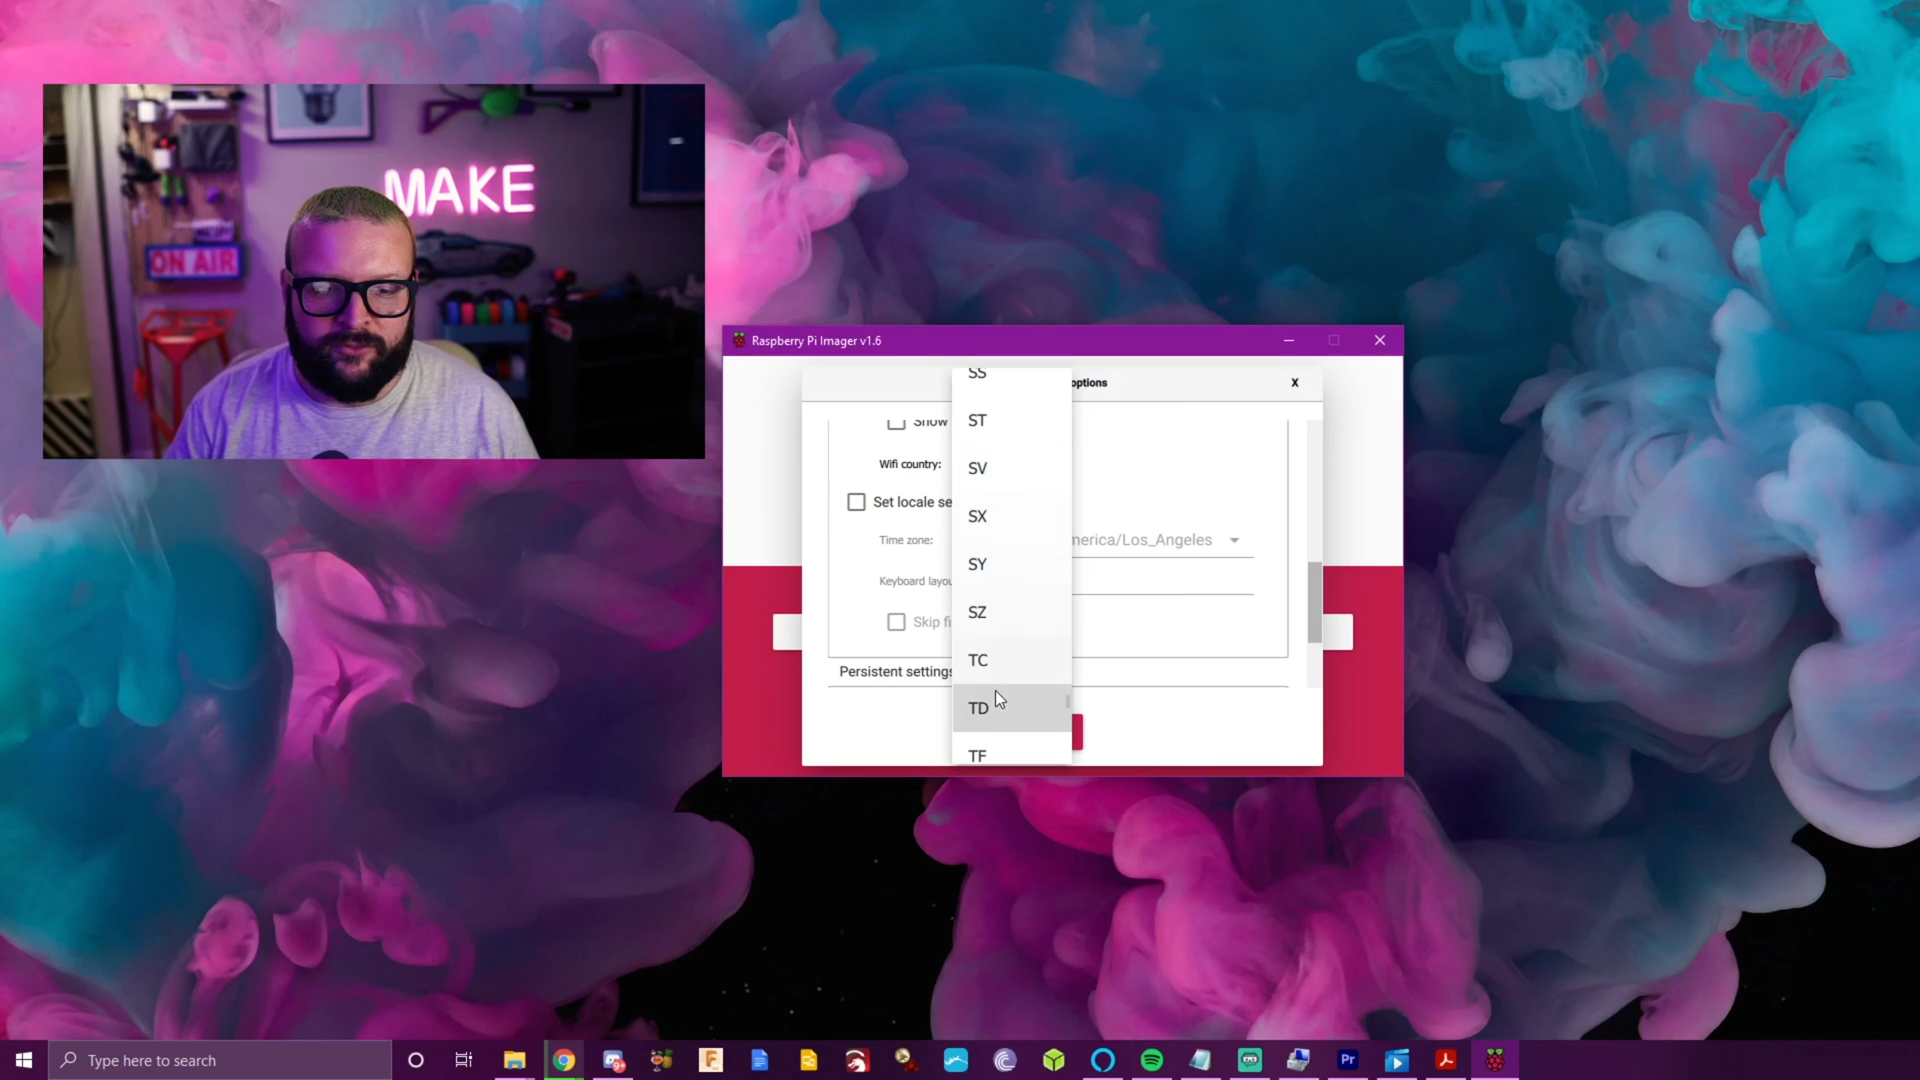 MAKE
ON AIR
Raspberry Pi Imager v1.6
options
X
SS
Show
ST
Wifi country:
SV
Set locale se
SX
Time zone:
merica/Los_Angeles
SY
Keyboard layou
SZ
Skip fi
TC
Persistent settings
TD
TF
Type here to search
9+
F
Pr